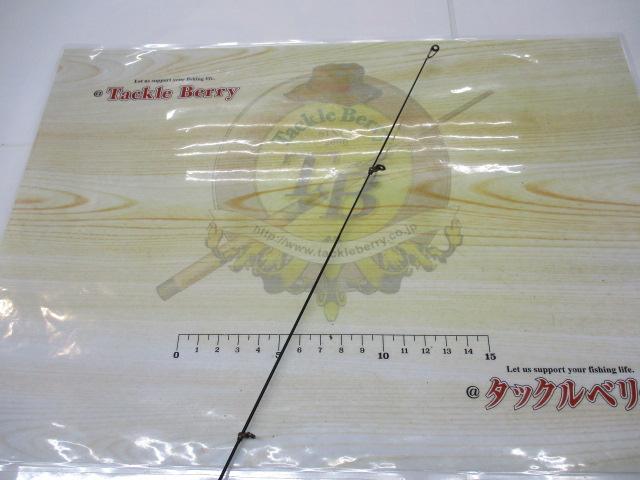 Let us support your fishing life.
@ Tackle Berry
Tackle Berry
TB
http://www.tackleberry.co.jp
0 1 2 3 4 5 6 7 8 9 10 11 12 13 14 15
Let us support your fishing life.
@ タックルベリ